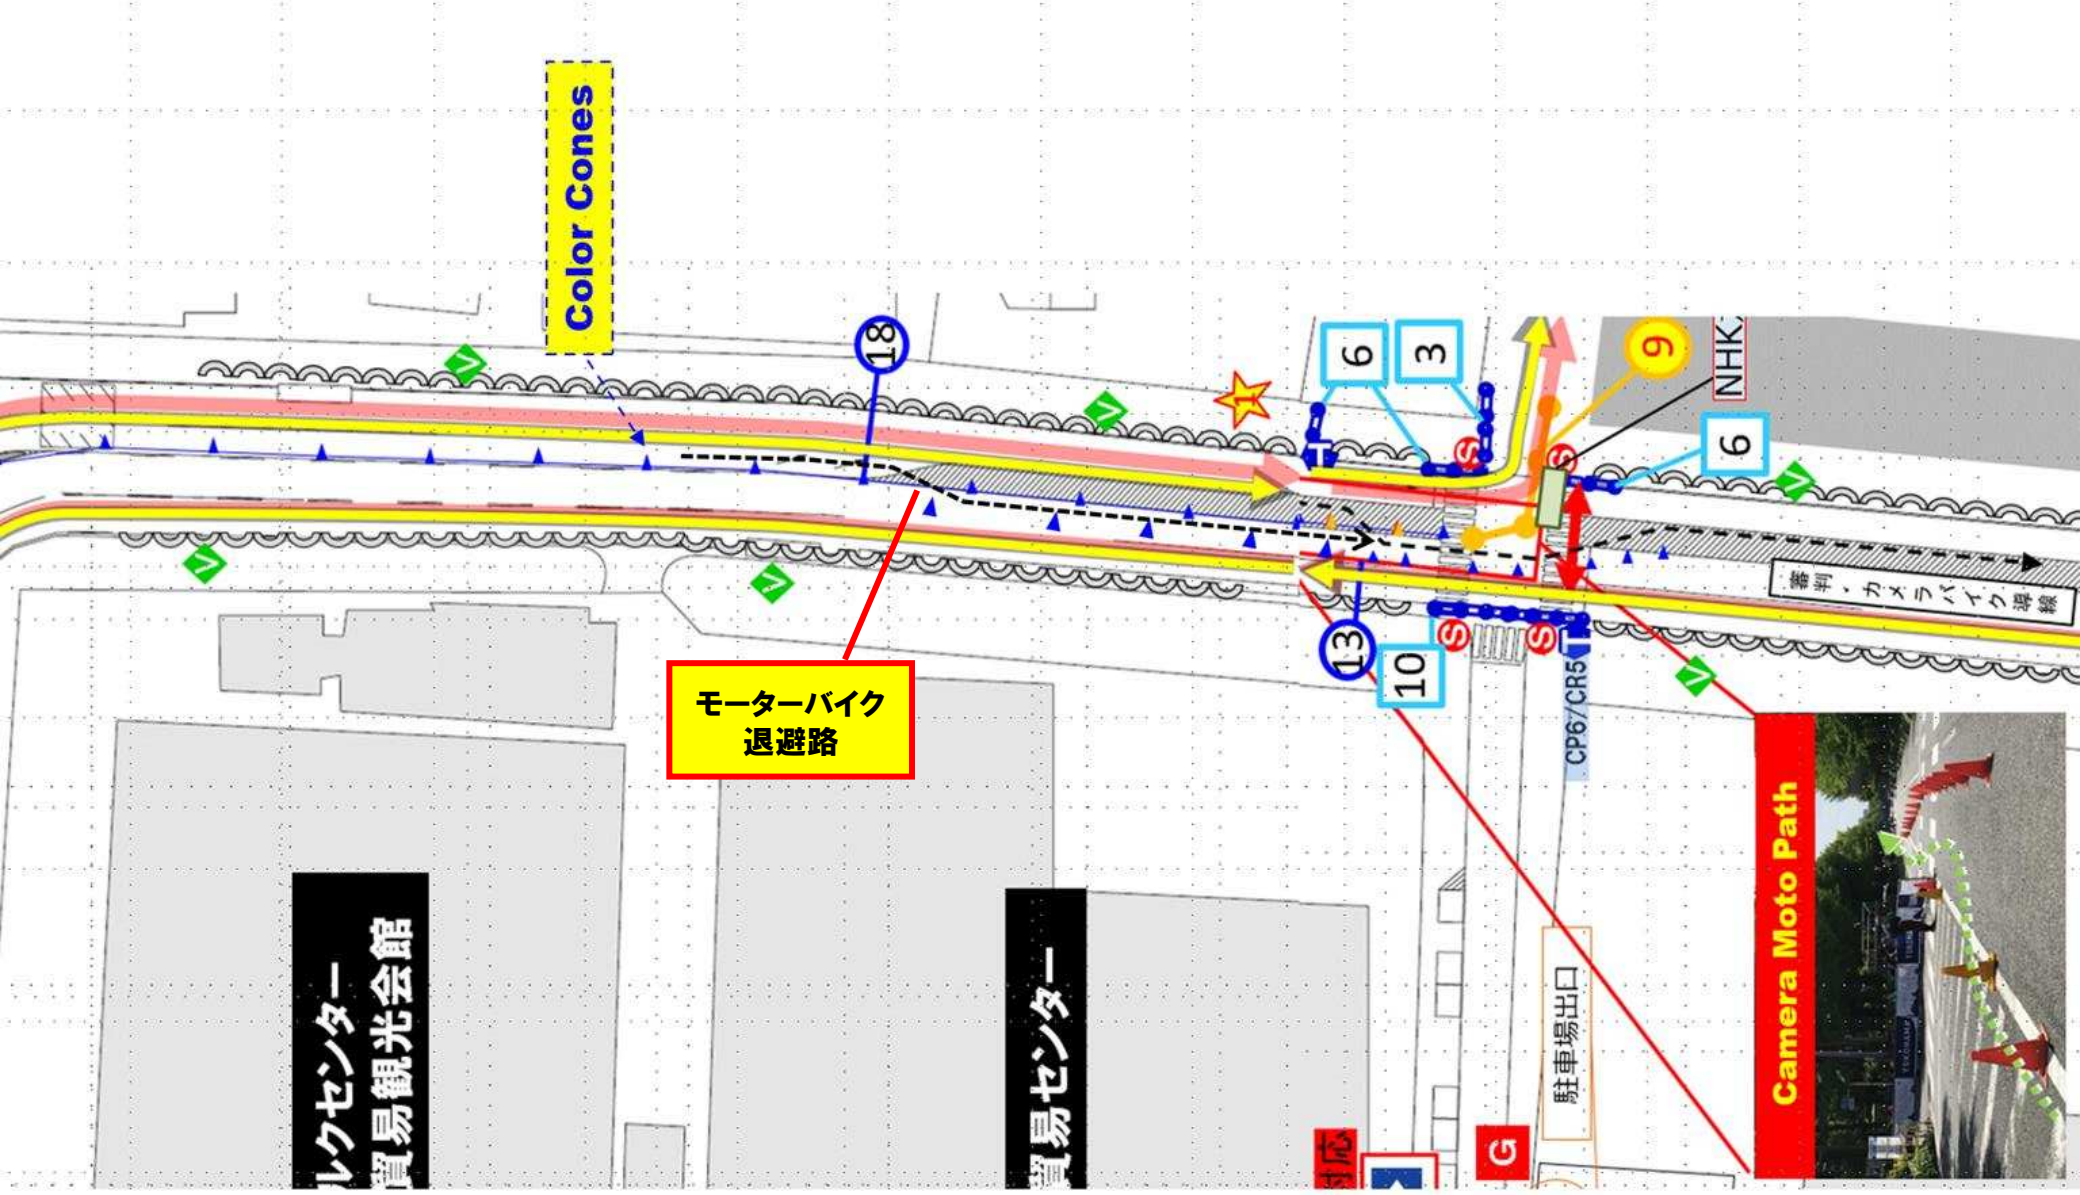 Color Cones
18
6
3
9
NHK
6
1
T
S
S
V
V
V
V
V
V
審判・カメラバイク導線
13
10
S
S
T
CP6/CR5
モーターバイク
退避路
ルクセンター
貿易観光会館
貿易センター
駐車場出口
対応
G
Camera Moto Path